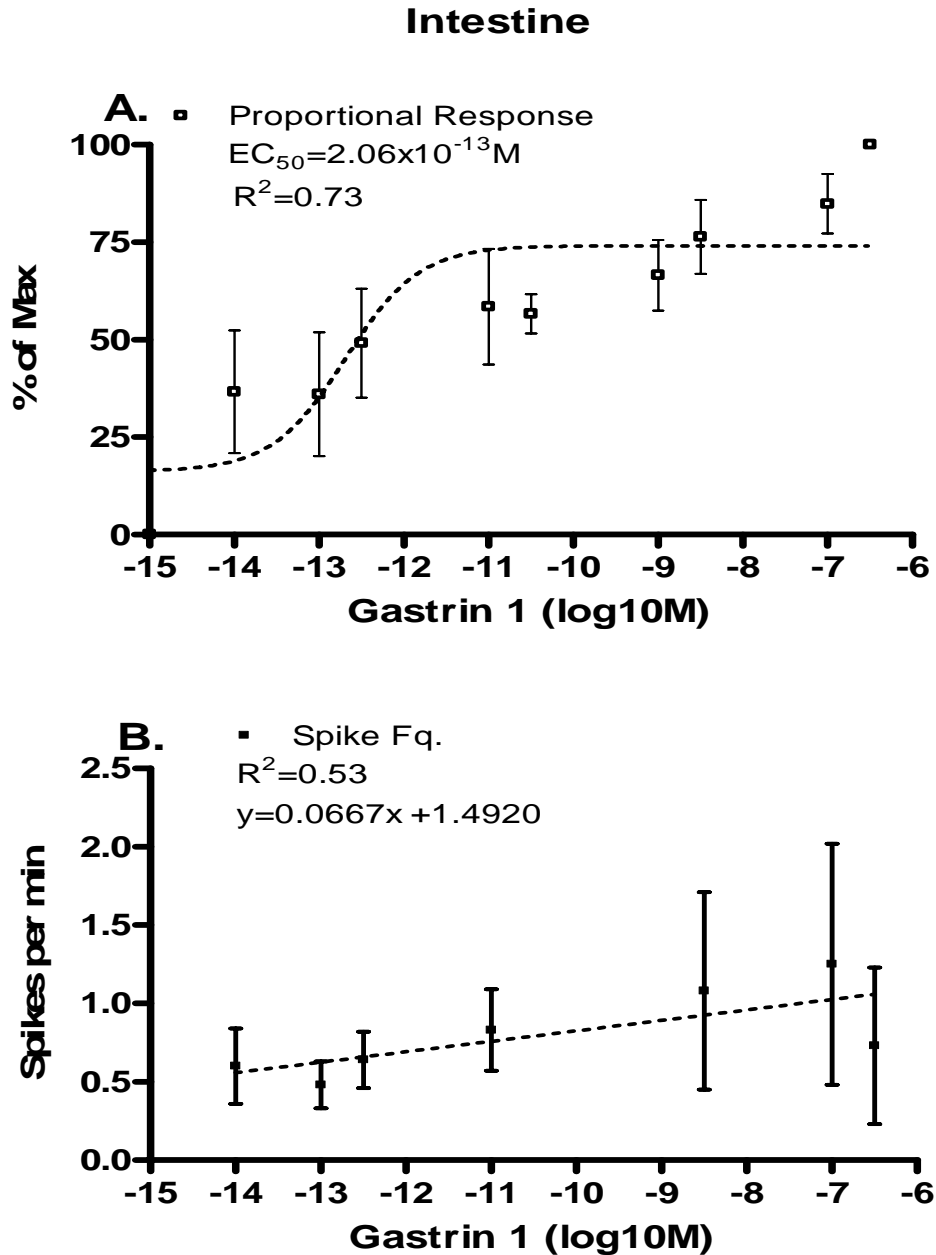 Intestine
A. Proportional Response
EC₅₀=2.06x10⁻¹³M
R²=0.73
100
75
50
25
0
% of Max
-15 -14 -13 -12 -11 -10 -9 -8 -7 -6
Gastrin 1 (log10M)
B. Spike Fq.
R²=0.53
y=0.0667x +1.4920
2.5
2.0
1.5
1.0
0.5
0.0
Spikes per min
-15 -14 -13 -12 -11 -10 -9 -8 -7 -6
Gastrin 1 (log10M)